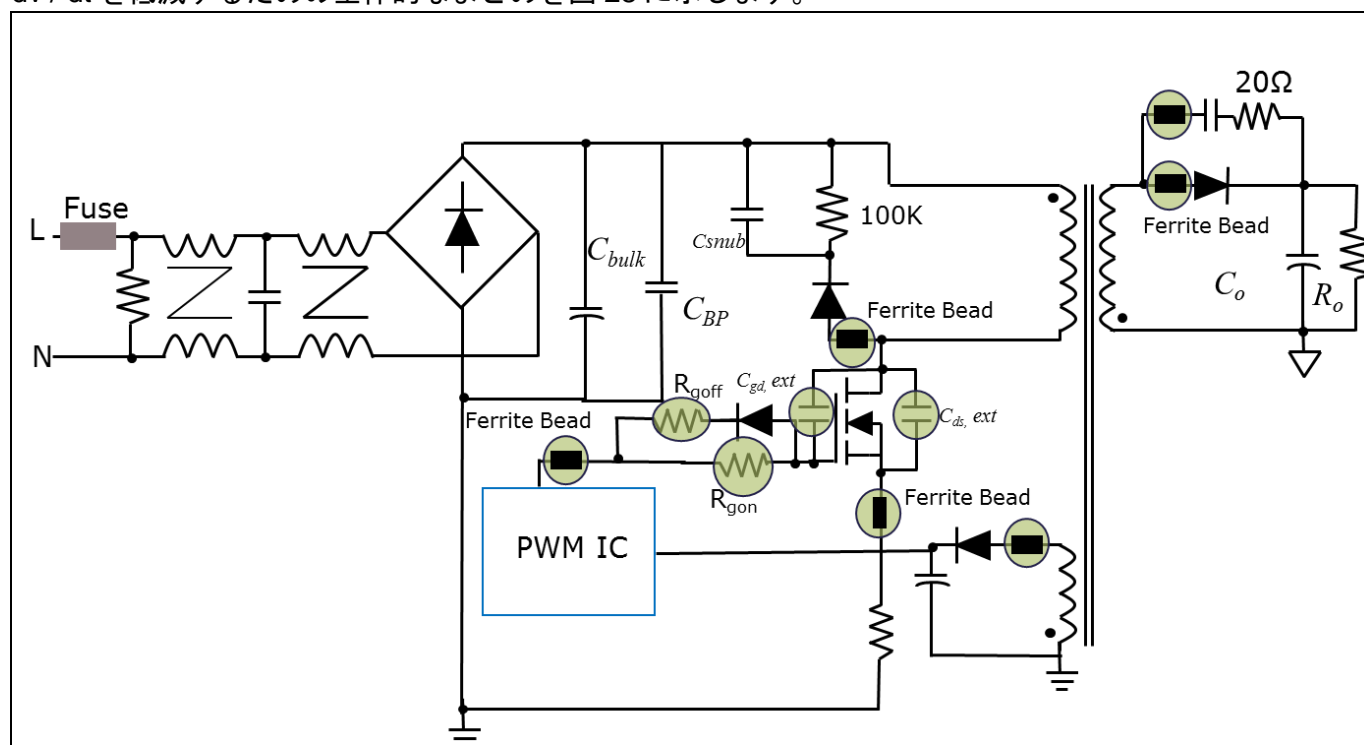 20Ω
Fuse
L
100K
Csnub
Ferrite Bead
C_bulk
C_BP
Ferrite Bead
C_o
R_o
N
R_goff
C_gd, ext
Ferrite Bead
C_ds, ext
R_gon
Ferrite Bead
PWM IC